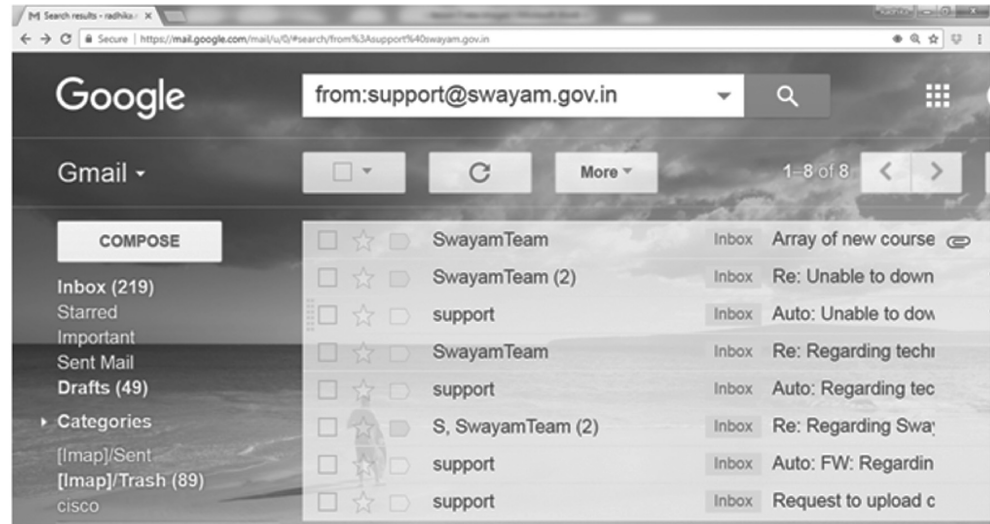 Search results - radhika.
Secure | https://mail.google.com/mail/u/0/#search/from%3Asupport%40swayam.gov.in
Google
from:support@swayam.gov.in
Gmail
More
1–8 of 8
COMPOSE
Inbox (219)
Starred
Important
Sent Mail
Drafts (49)
Categories
[Imap]/Sent
[Imap]/Trash (89)
cisco
SwayamTeam Inbox Array of new course
SwayamTeam (2) Inbox Re: Unable to down
support Inbox Auto: Unable to dow
SwayamTeam Inbox Re: Regarding techn
support Inbox Auto: Regarding tec
S, SwayamTeam (2) Inbox Re: Regarding Sway
support Inbox Auto: FW: Regardin
support Inbox Request to upload c